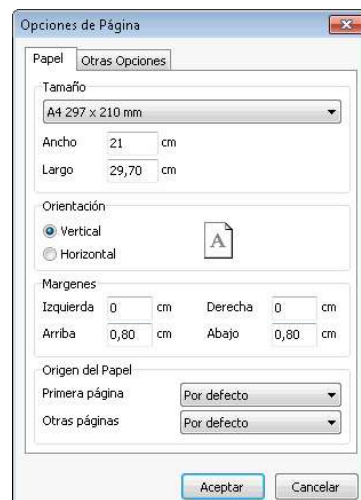 Opciones de Página
Papel Otras Opciones
Tamaño
A4 297 x 210 mm
Ancho 21 cm
Largo 29,70 cm
Orientación
Vertical
Horizontal
A
Margenes
Izquierda 0 cm Derecha 0 cm
Arriba 0,80 cm Abajo 0,80 cm
Origen del Papel
Primera página Por defecto
Otras páginas Por defecto
Aceptar Cancelar